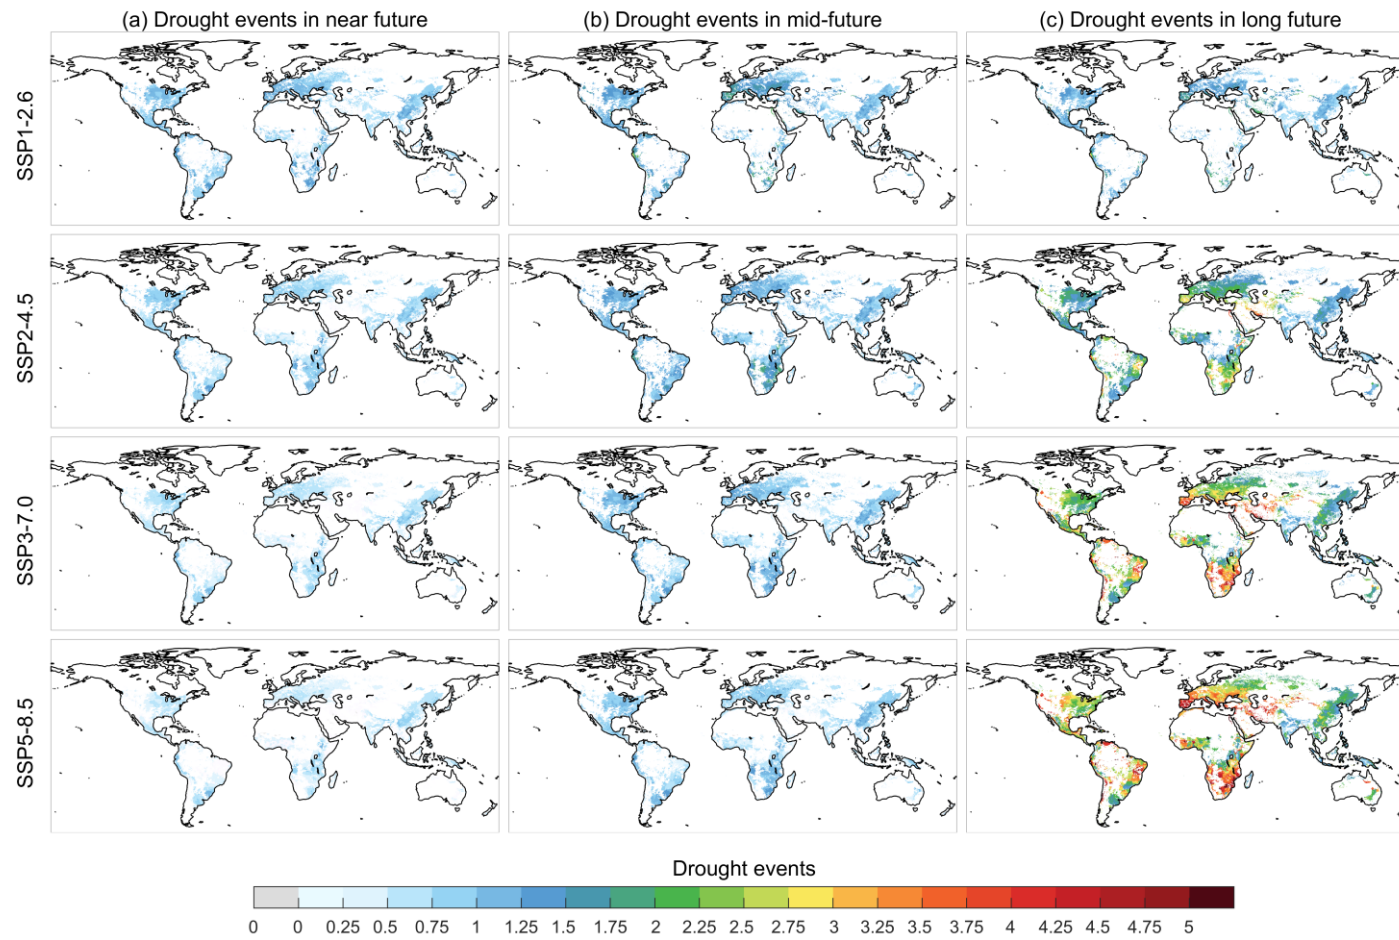 (a) Drought events in near future
(b) Drought events in mid-future
(c) Drought events in long future
SSP1-2.6
SSP2-4.5
SSP3-7.0
SSP5-8.5
Drought events
0 0 0.25 0.5 0.75 1 1.25 1.5 1.75 2 2.25 2.5 2.75 3 3.25 3.5 3.75 4 4.25 4.5 4.75 5